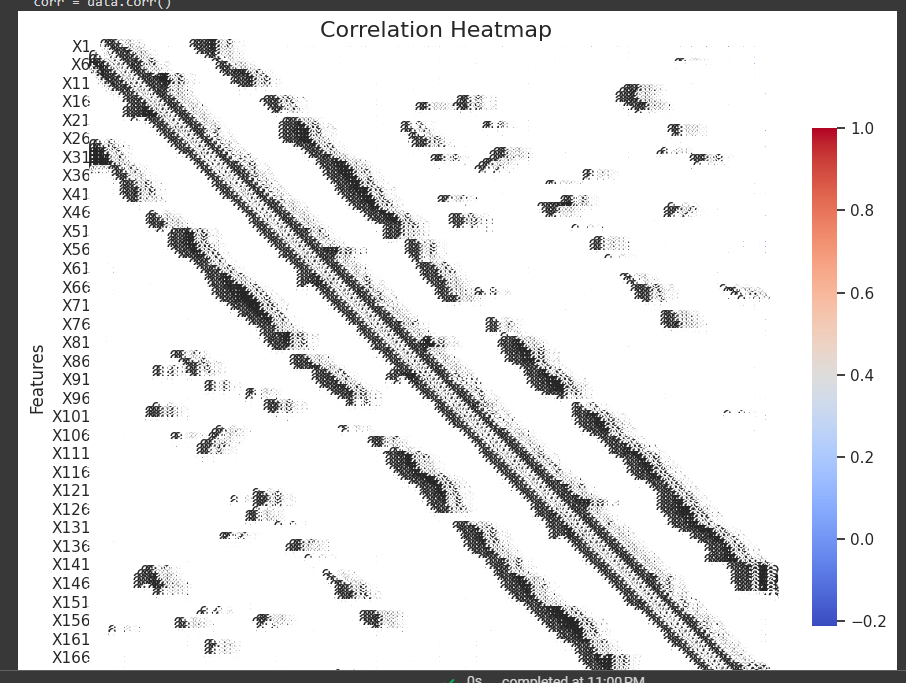 corr = data.corr()
Correlation Heatmap
X1
X6
X11
X16
X21
X26
X31
X36
X41
X46
X51
X56
X61
X66
X71
X76
X81
X86
X91
X96
X101
X106
X111
X116
X121
X126
X131
X136
X141
X146
X151
X156
X161
X166
Features
1.0
0.8
0.6
0.4
0.2
0.0
−0.2
0s completed at 11:00 PM